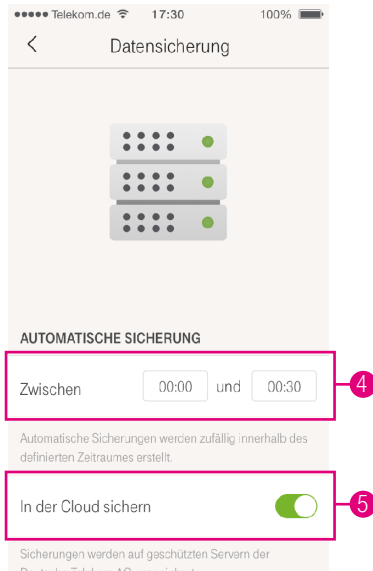 Telekom.de 17:30 100%
Datensicherung
AUTOMATISCHE SICHERUNG
Zwischen 00:00 und 00:30
4
Automatische Sicherungen werden zufällig innerhalb des
definierten Zeitraumes erstellt.
In der Cloud sichern
5
Sicherungen werden auf geschützten Servern der